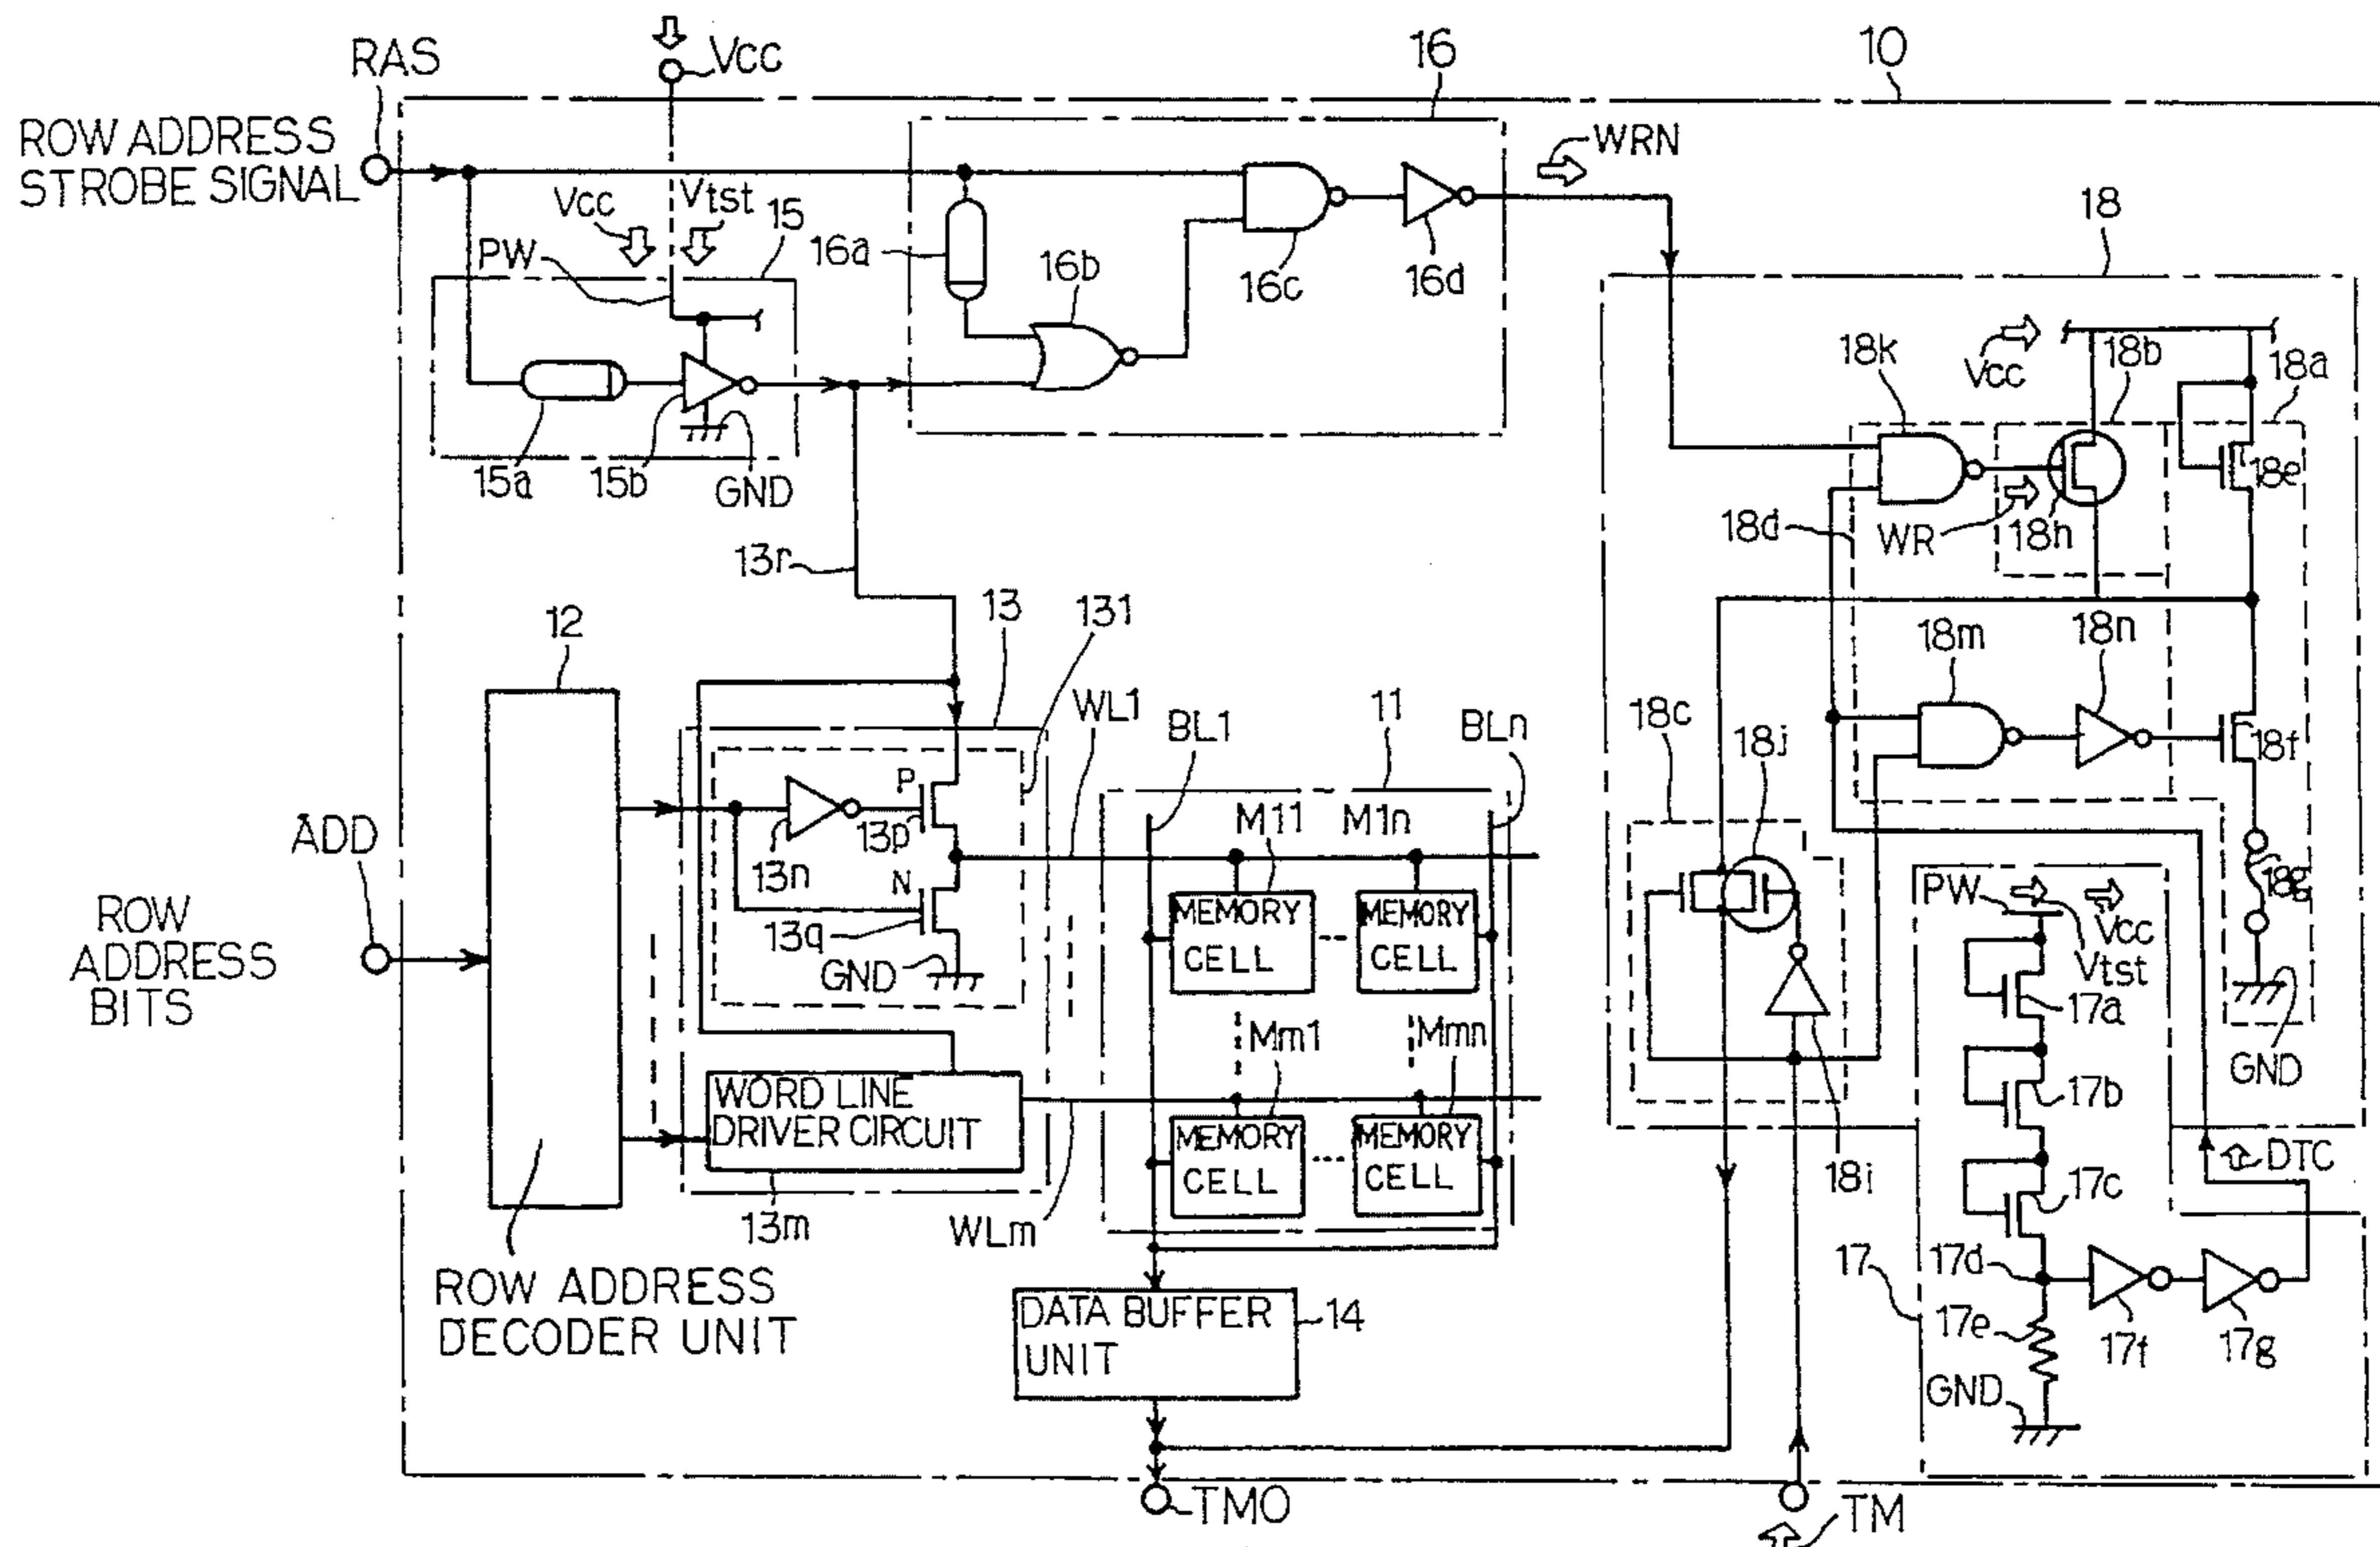 RAS
Vcc
16
10
ROW ADDRESS
STROBE SIGNAL
WRN
Vcc
Vtst
15
PW
16a
16b
16c
16d
18
15a
15b
GND
Vcc
18k
18b
18a
18e
18d
WR
18h
13r
12
13
131
18m
18n
WL1
BL1
11
BLn
18c
18j
18f
P
13p
M11
M1n
ADD
13n
N
18g
ROW
ADDRESS
BITS
13q
GND
MEMORY
CELL
MEMORY
CELL
PW
Vcc
Vtst
17a
GND
Mm1
Mmn
17b
WORD LINE
DRIVER CIRCUIT
MEMORY
CELL
MEMORY
CELL
18i
17c
DTC
13m
WLm
17
17d
ROW ADDRESS
DECODER UNIT
DATA BUFFER
UNIT
14
17e
17f
17g
GND
TMO
TM